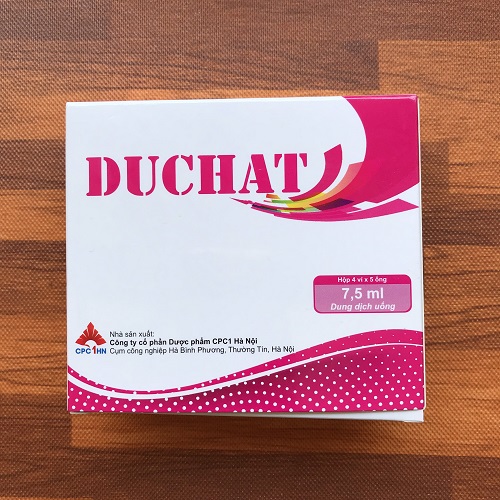 DUCHAT
Hộp 4 vỉ x 5 ống
7,5 ml
Dung dịch uống
Nhà sản xuất:
Công ty cổ phần Dược phẩm CPC1 Hà Nội
Cụm công nghiệp Hà Bình Phương, Thường Tín, Hà Nội
CPC1HN